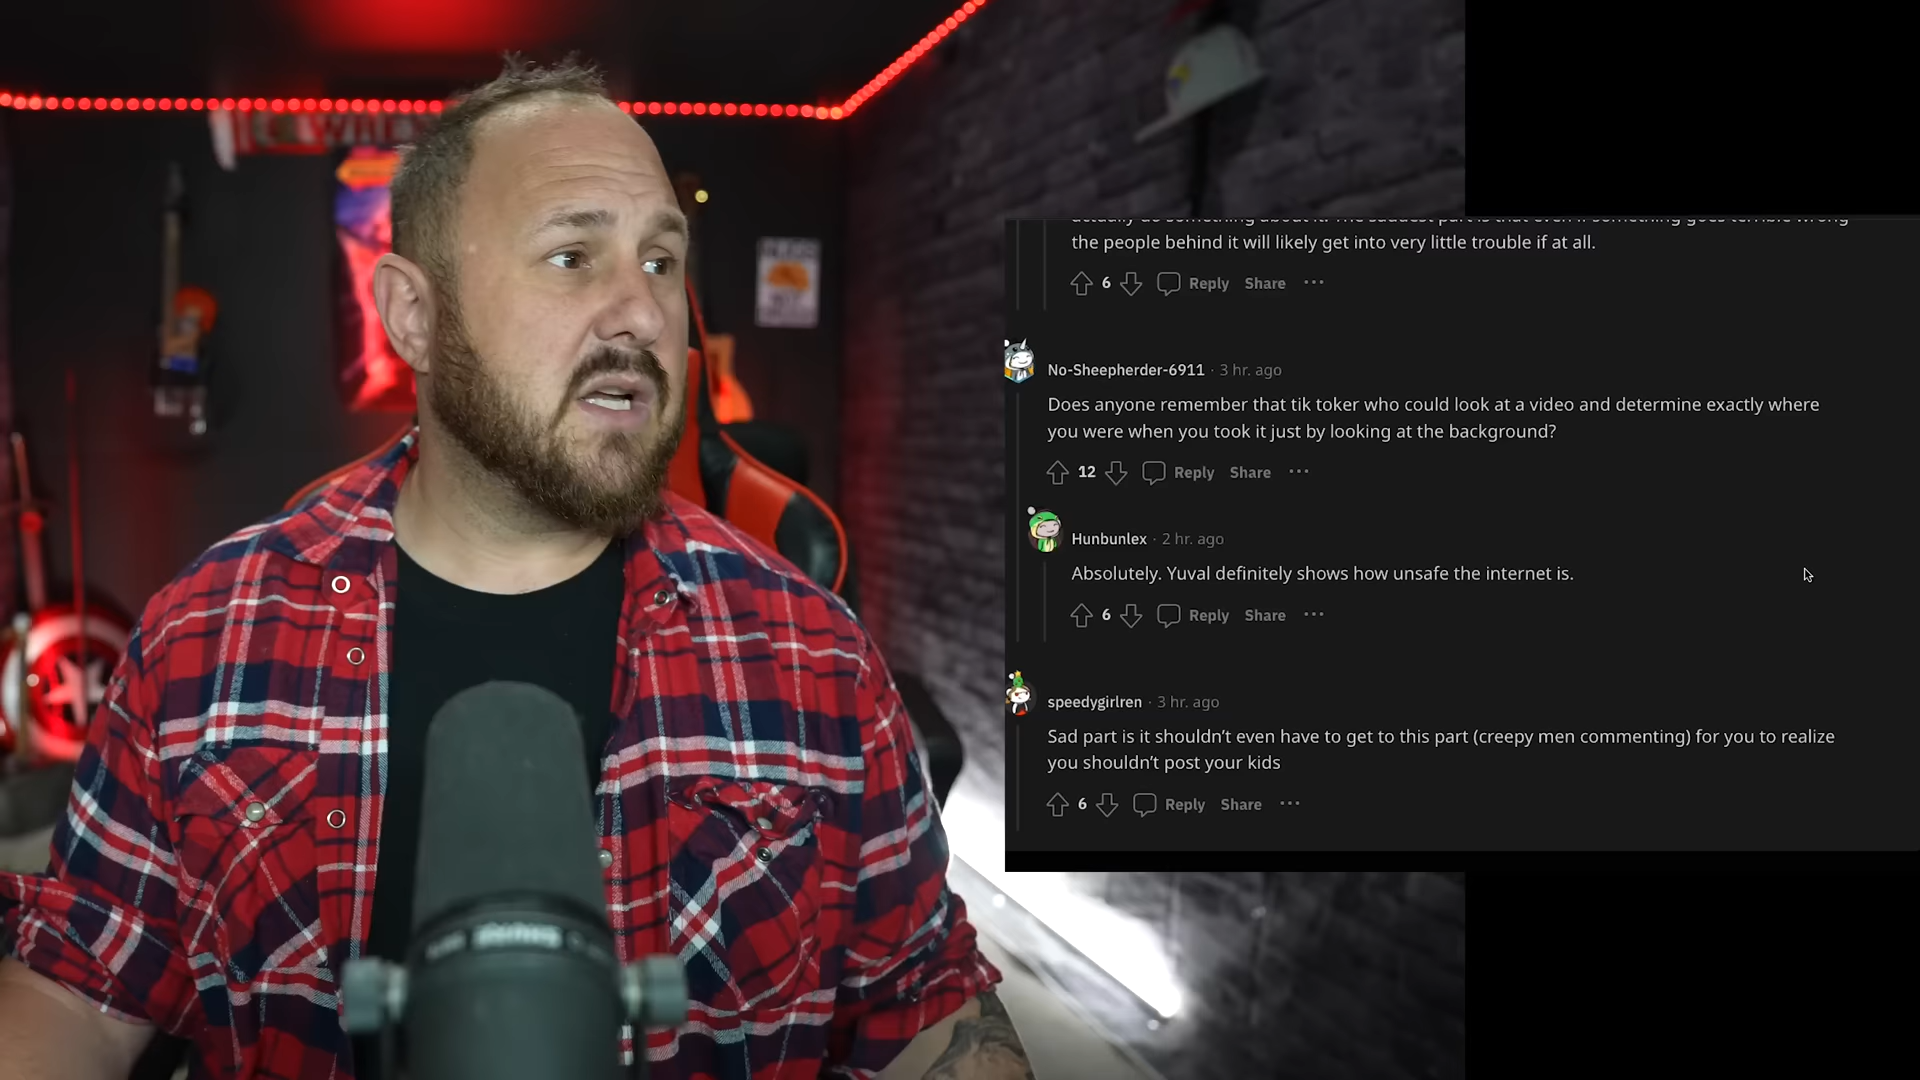 the people behind it will likely get into very little trouble if at all.
6 Reply Share ...
No-Sheepherder-6911 · 3 hr. ago
Does anyone remember that tik toker who could look at a video and determine exactly where
you were when you took it just by looking at the background?
12 Reply Share ...
Hunbunlex · 2 hr. ago
Absolutely. Yuval definitely shows how unsafe the internet is.
6 Reply Share ...
speedygirlren · 3 hr. ago
Sad part is it shouldn’t even have to get to this part (creepy men commenting) for you to realize
you shouldn’t post your kids
6 Reply Share ...